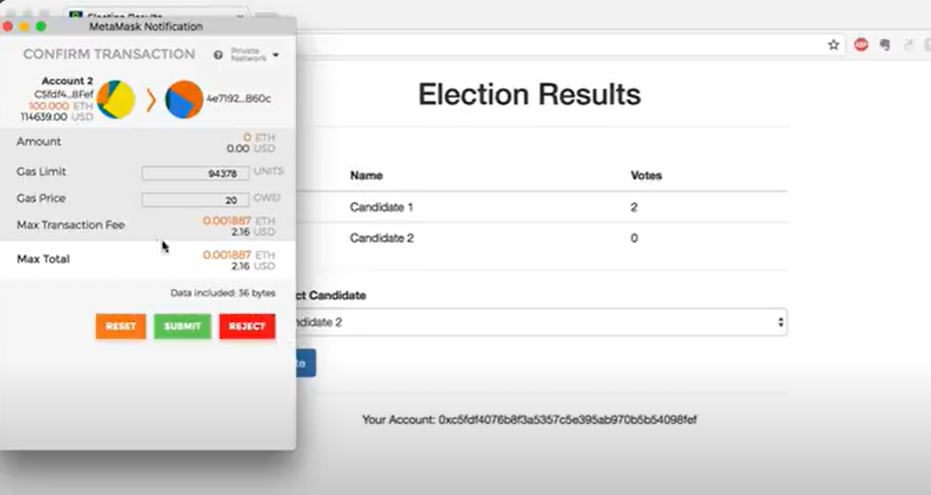 Election Results
MetaMask Notification
CONFIRM TRANSACTION
Private
Network
Account 2
C5fdf4...8Fef
100.000 ETH
114639.00 USD
4e7192...B60c
Amount
0 ETH
0.00 USD
Gas Limit
94378 UNITS
Gas Price
20 GWEI
Max Transaction Fee
0.001887 ETH
2.16 USD
Max Total
0.001887 ETH
2.16 USD
Data included: 36 bytes
RESET
SUBMIT
REJECT
ABP
Election Results
Name Votes
Candidate 1 2
Candidate 2 0
ct Candidate
ndidate 2
te
Your Account: 0xc5fdf4076b8f3a5357c5e395ab970b5b54098fef